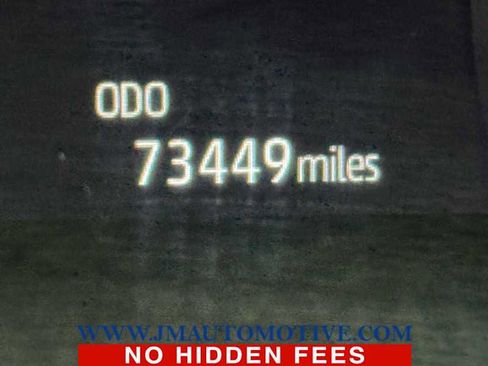 ODO
73449 miles
WWW.JMAUTOMOTIVE.COM
NO HIDDEN FEES